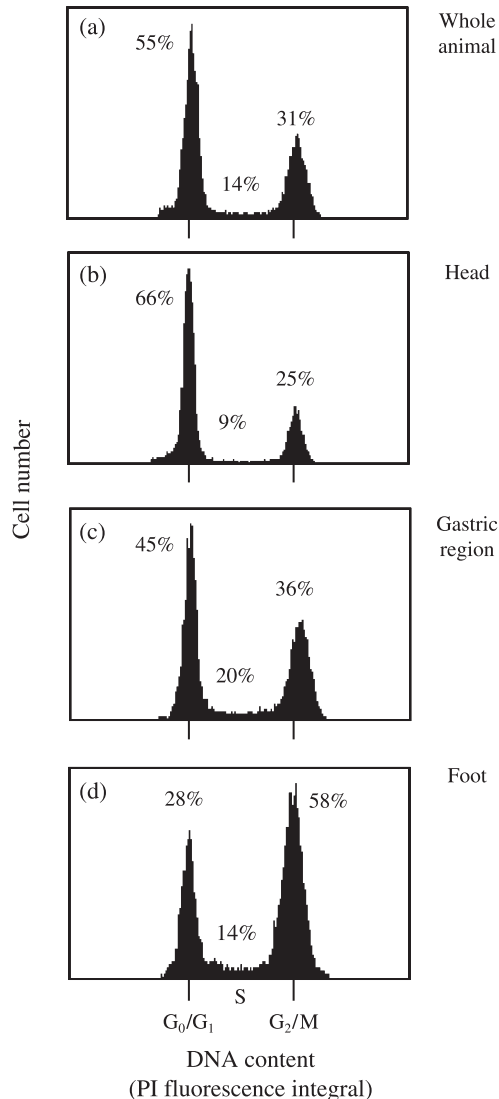 (a)
55%
14%
31%
Whole
animal
(b)
66%
9%
25%
Head
(c)
45%
20%
36%
Gastric
region
(d)
28%
14%
58%
Foot
Cell number
S
G₀/G₁
G₂/M
DNA content
(PI fluorescence integral)